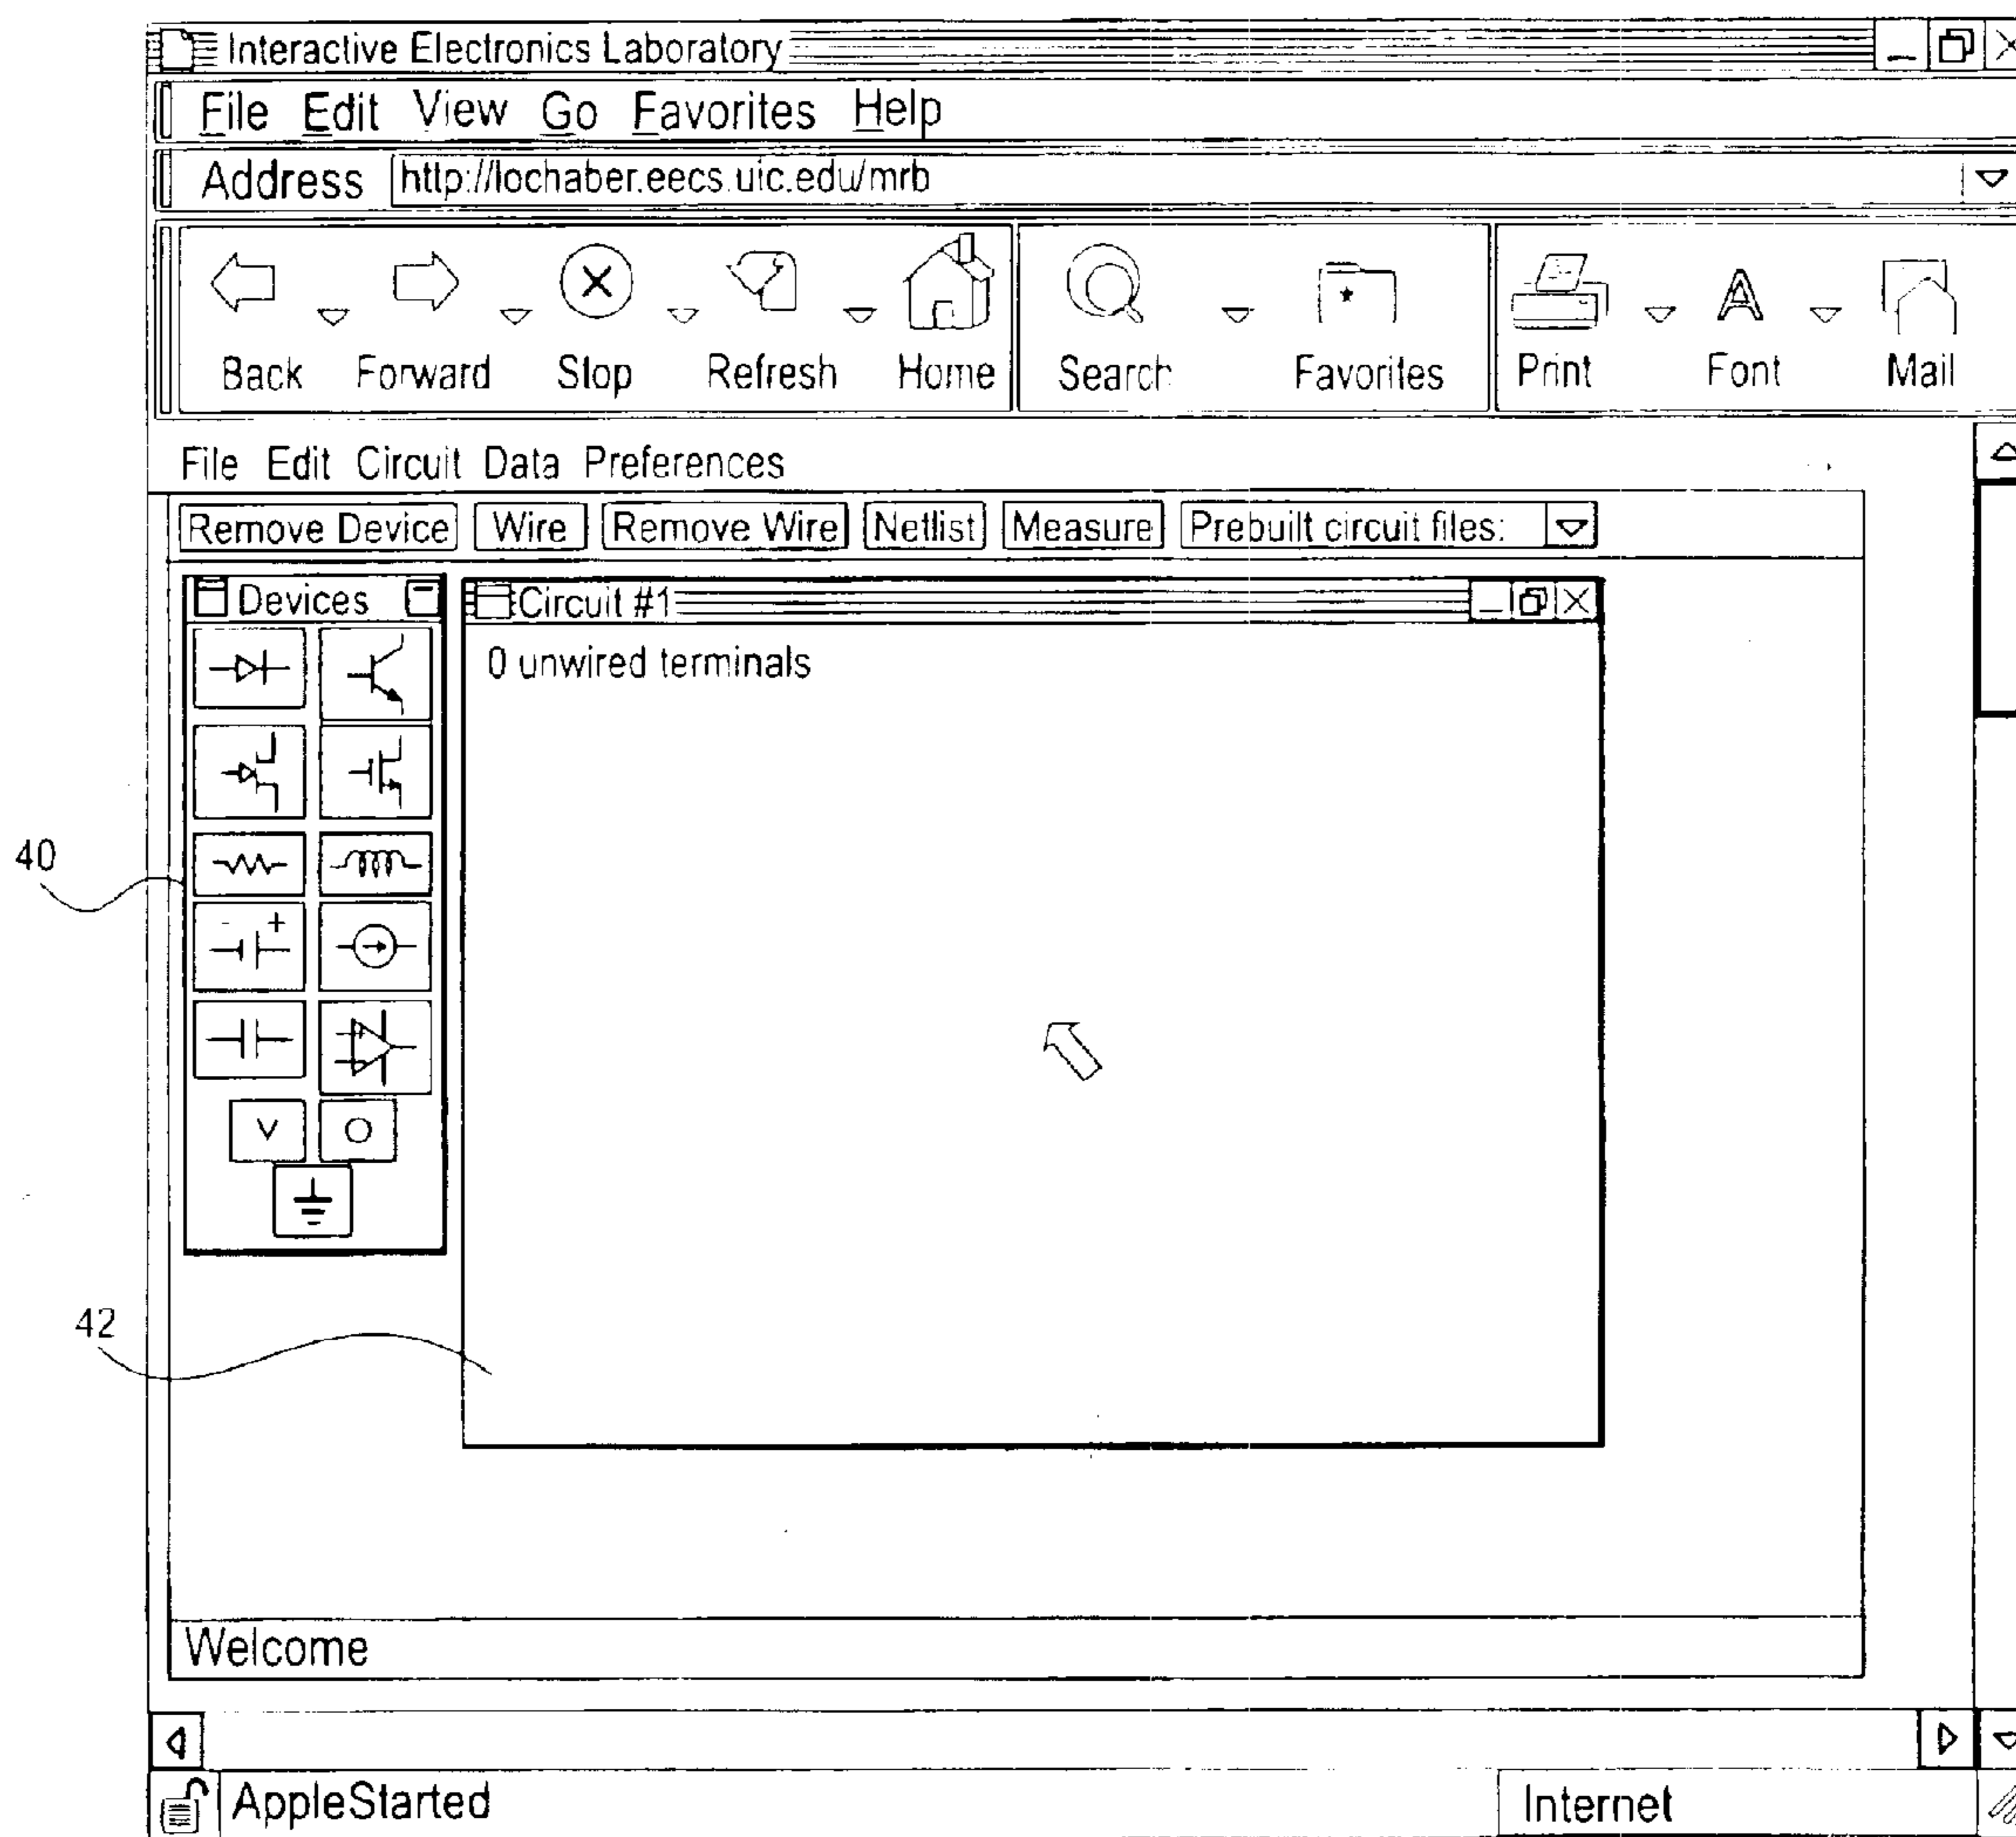 Interactive Electronics Laboratory
File Edit View Go Favorites Help
Address http://lochaber.eecs.uic.edu/mrb
Back Forward Stop Refresh Home Search Favorites Print Font Mail
File Edit Circuit Data Preferences
Remove Device Wire Remove Wire Netlist Measure Prebuilt circuit files:
Devices Circuit #1
0 unwired terminals
40
- +
V O
42
Welcome
AppleStarted Internet